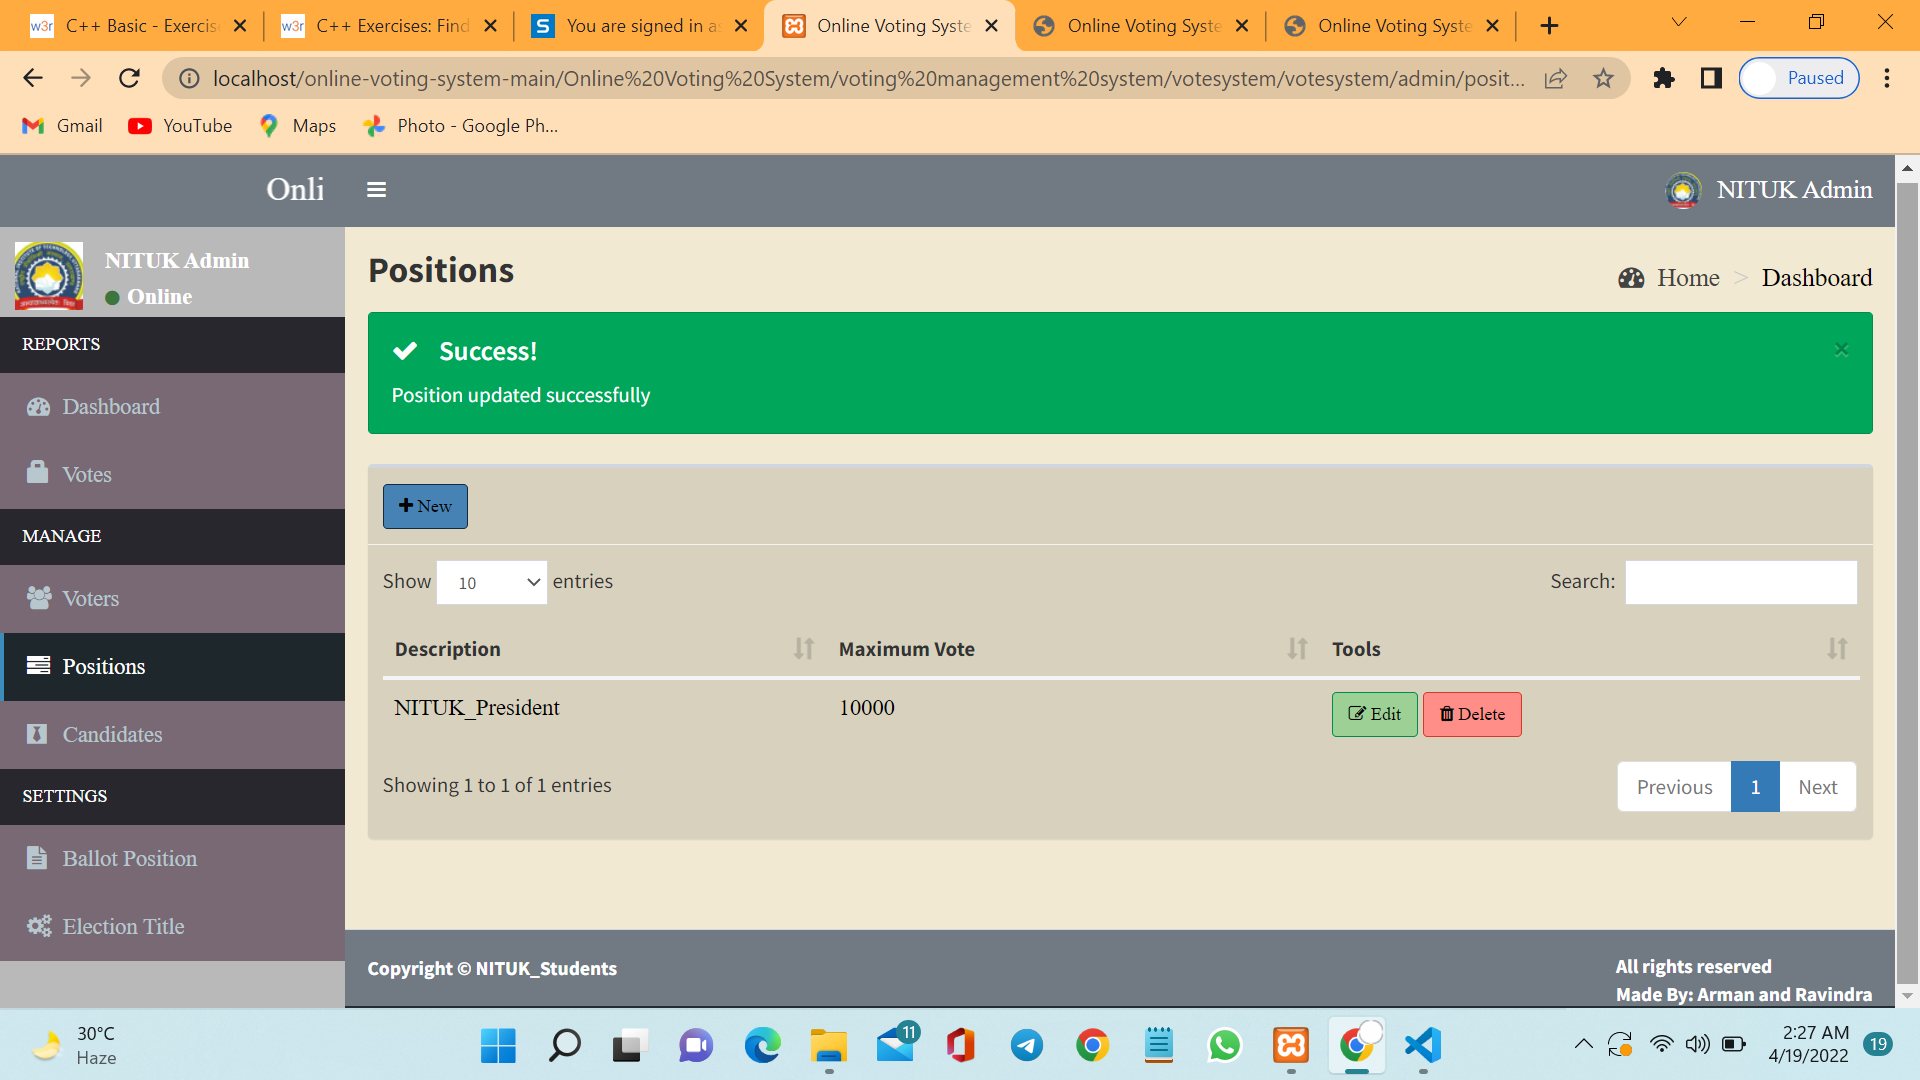 w3r C++ Basic - Exercis
w3r C++ Exercises: Find
S You are signed in as
Online Voting Syste
Online Voting Syste
Online Voting Syste
localhost/online-voting-system-main/Online%20Voting%20System/voting%20management%20system/votesystem/votesystem/admin/posit...
Paused
Gmail
YouTube
Maps
Photo - Google Ph...
Onli
NITUK Admin
NITUK Admin
Online
REPORTS
Dashboard
Votes
MANAGE
Voters
Positions
Candidates
SETTINGS
Ballot Position
Election Title
Positions
Home > Dashboard
Success!
×
Position updated successfully
New
Show 10 entries
Search:
Description Maximum Vote Tools
NITUK_President 10000 Edit Delete
Showing 1 to 1 of 1 entries
Previous 1 Next
Copyright © NITUK_Students
All rights reserved
Made By: Arman and Ravindra
30°C
Haze
11
2:27 AM
4/19/2022
19